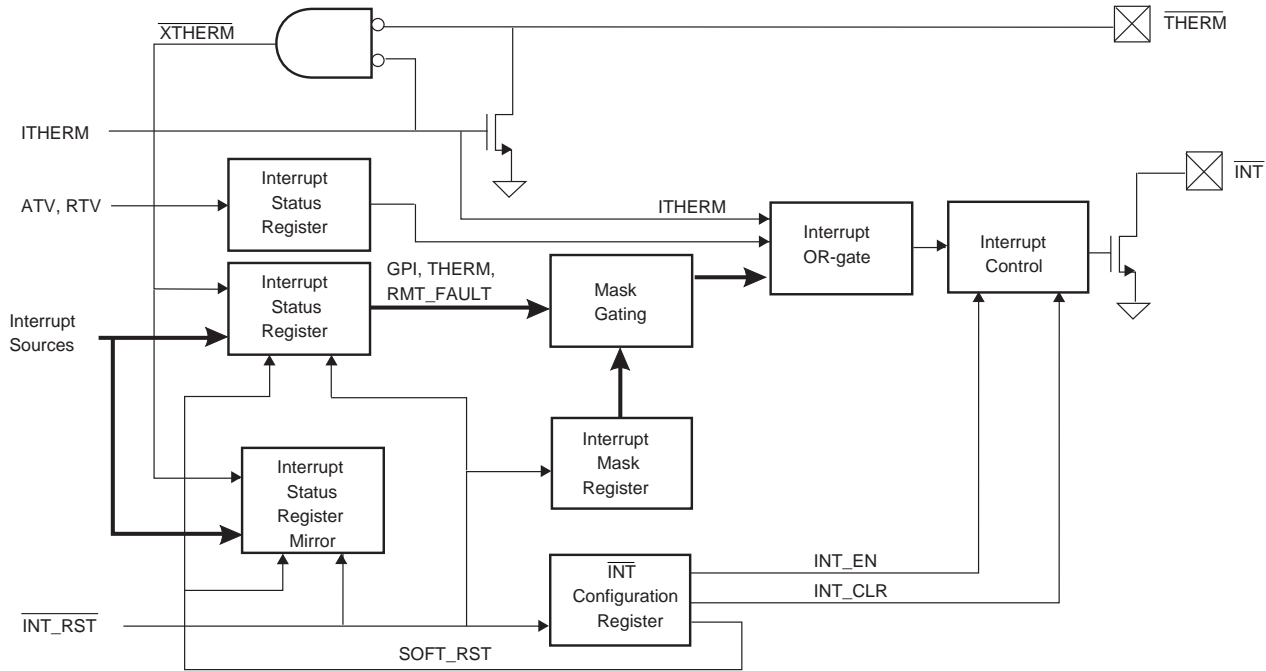 XTHERM
THERM
ITHERM
INT
Interrupt
Status
Register
ATV, RTV
ITHERM
Interrupt
OR-gate
Interrupt
Control
GPI, THERM,
RMT_FAULT
Interrupt
Status
Register
Mask
Gating
Interrupt
Sources
Interrupt
Mask
Register
Interrupt
Status
Register
Mirror
INT
Configuration
Register
INT_EN
INT_CLR
INT_RST
SOFT_RST